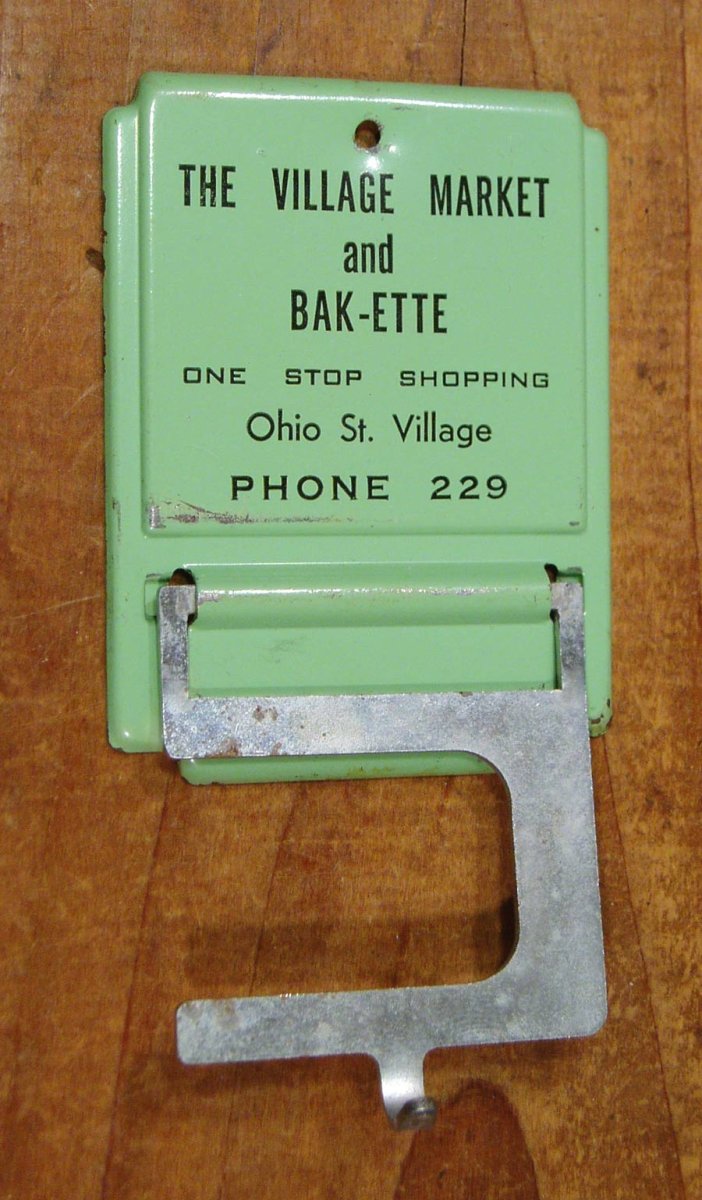 THE VILLAGE MARKET
and
BAK-ETTE
ONE STOP SHOPPING
Ohio St. Village
PHONE 229